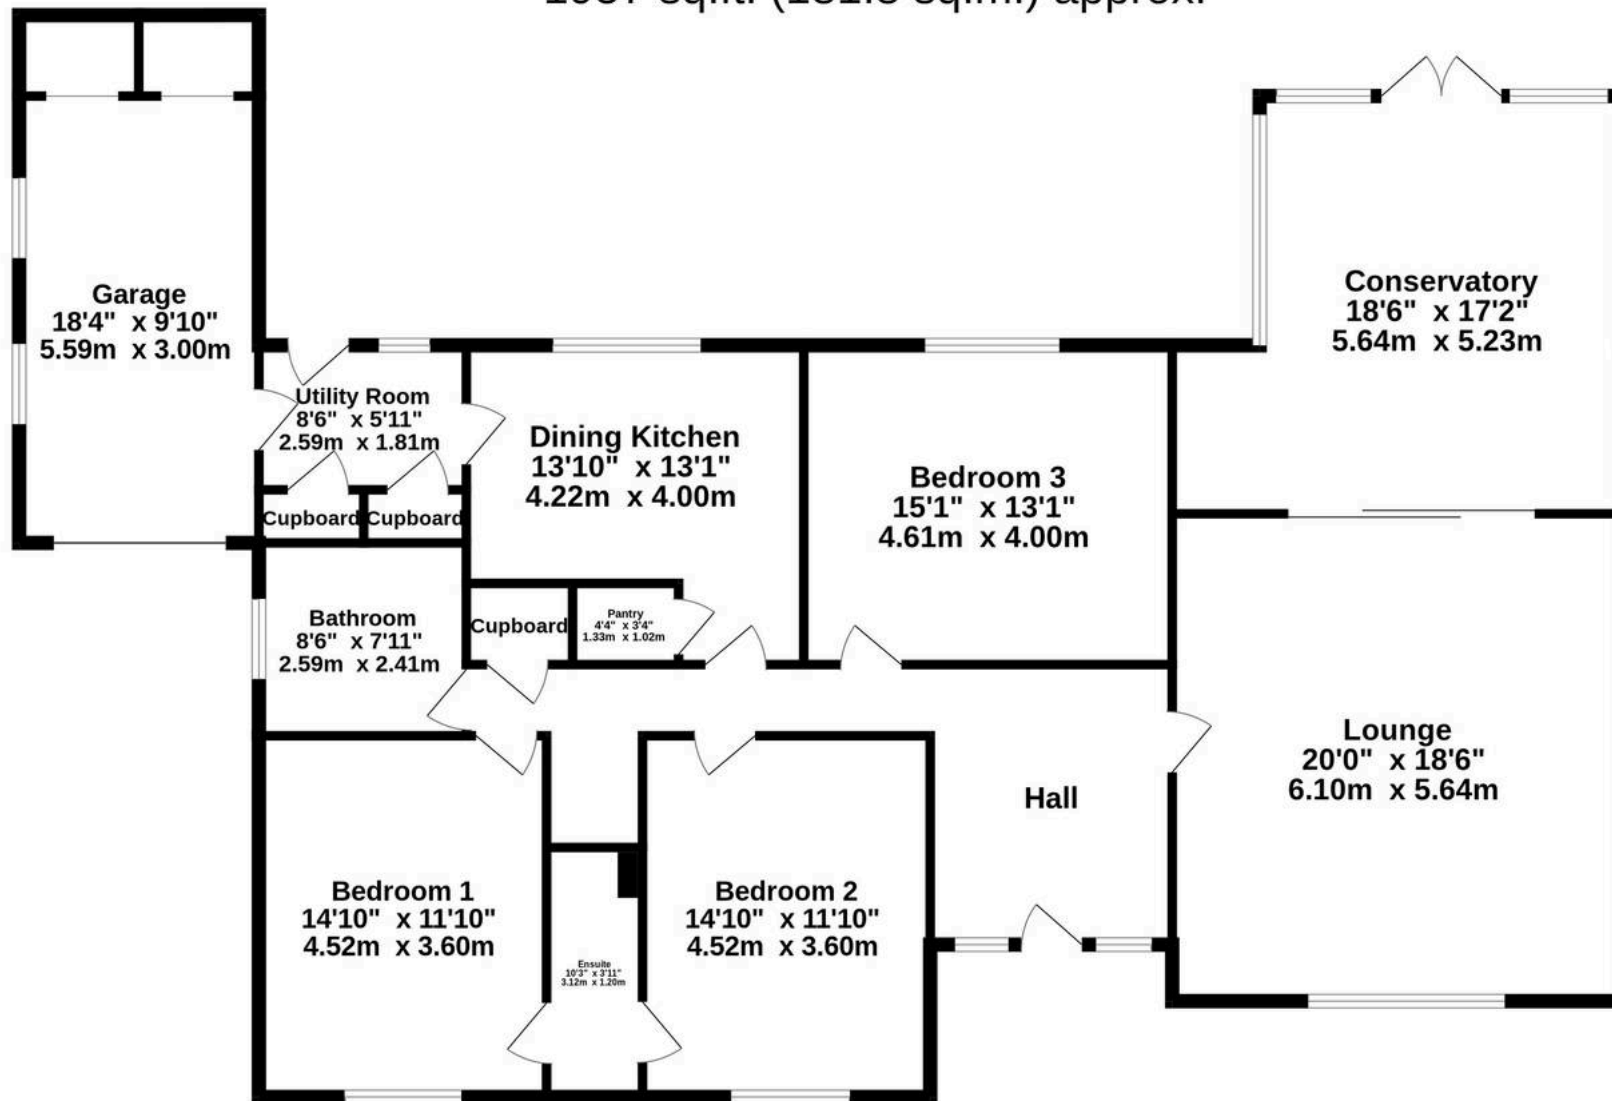 Garage
18'4" x 9'10"
5.59m x 3.00m
Conservatory
18'6" x 17'2"
5.64m x 5.23m
Utility Room
8'6" x 5'11"
2.59m x 1.81m
Dining Kitchen
13'10" x 13'1"
4.22m x 4.00m
Bedroom 3
15'1" x 13'1"
4.61m x 4.00m
Cupboard
Cupboard
Bathroom
8'6" x 7'11"
2.59m x 2.41m
Cupboard
Pantry
4'4" x 3'4"
1.33m x 1.02m
Lounge
20'0" x 18'6"
6.10m x 5.64m
Hall
Bedroom 1
14'10" x 11'10"
4.52m x 3.60m
Bedroom 2
14'10" x 11'10"
4.52m x 3.60m
Ensuite
10'3" x 3'11"
3.12m x 1.20m